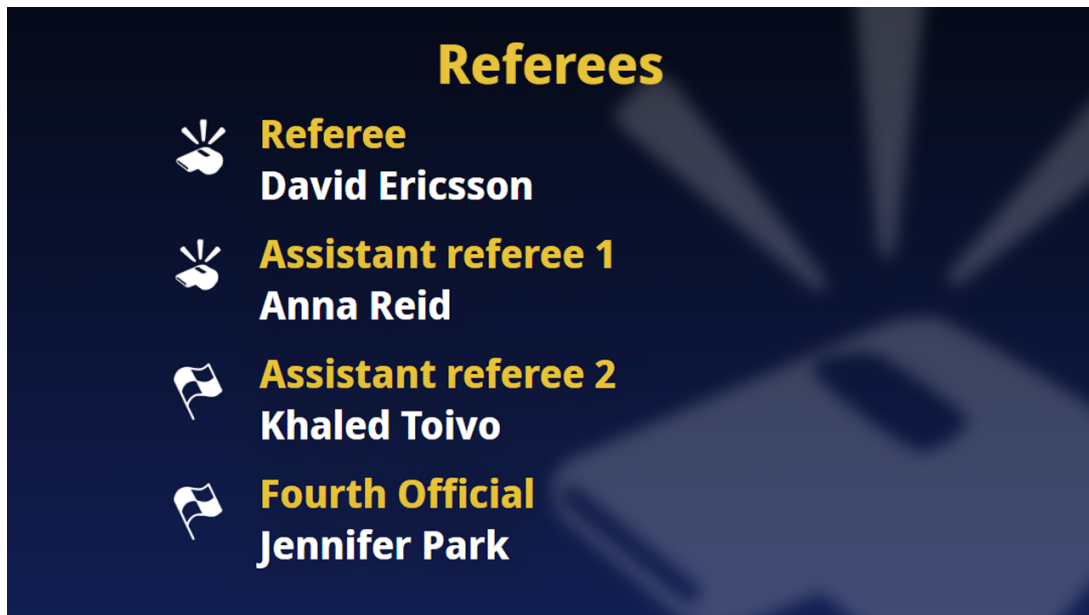 Referees
Referee
David Ericsson
Assistant referee 1
Anna Reid
Assistant referee 2
Khaled Toivo
Fourth Official
Jennifer Park